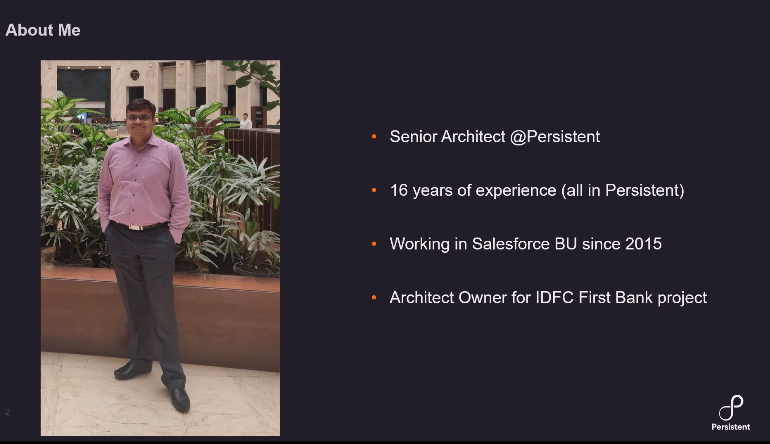 About Me
Senior Architect @Persistent
16 years of experience (all in Persistent)
Working in Salesforce BU since 2015
Architect Owner for IDFC First Bank project
2
Persistent